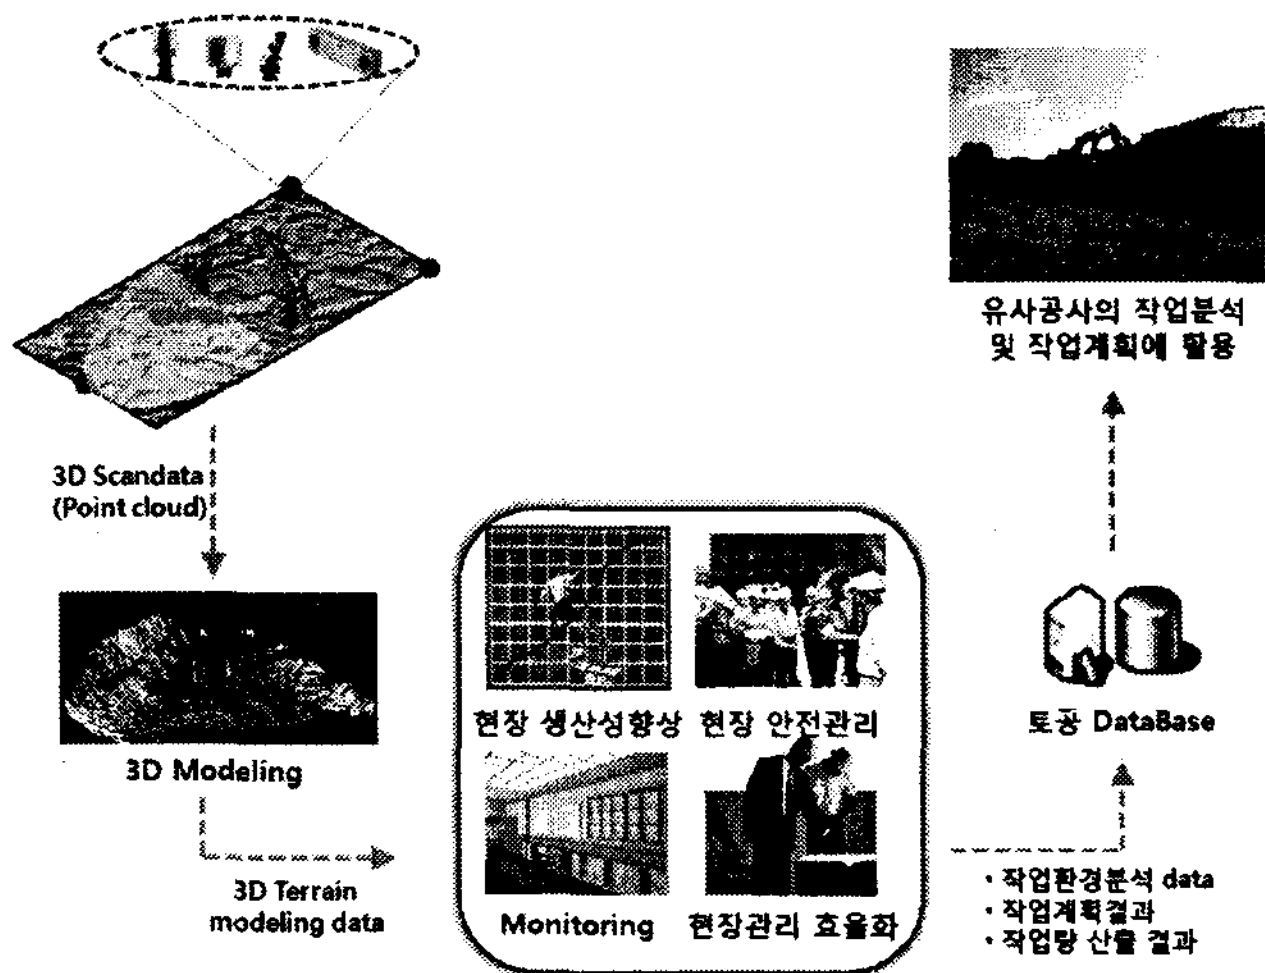 3D Scandata
(Point cloud)
3D Modeling
3D Terrain
modeling data
현장 생산성향상
현장 안전관리
Monitoring
현장관리 효율화
유사공사의 작업분석
및 작업계획에 활용
토공 DataBase
· 작업환경분석 data
· 작업계획결과
· 작업량 산출 결과